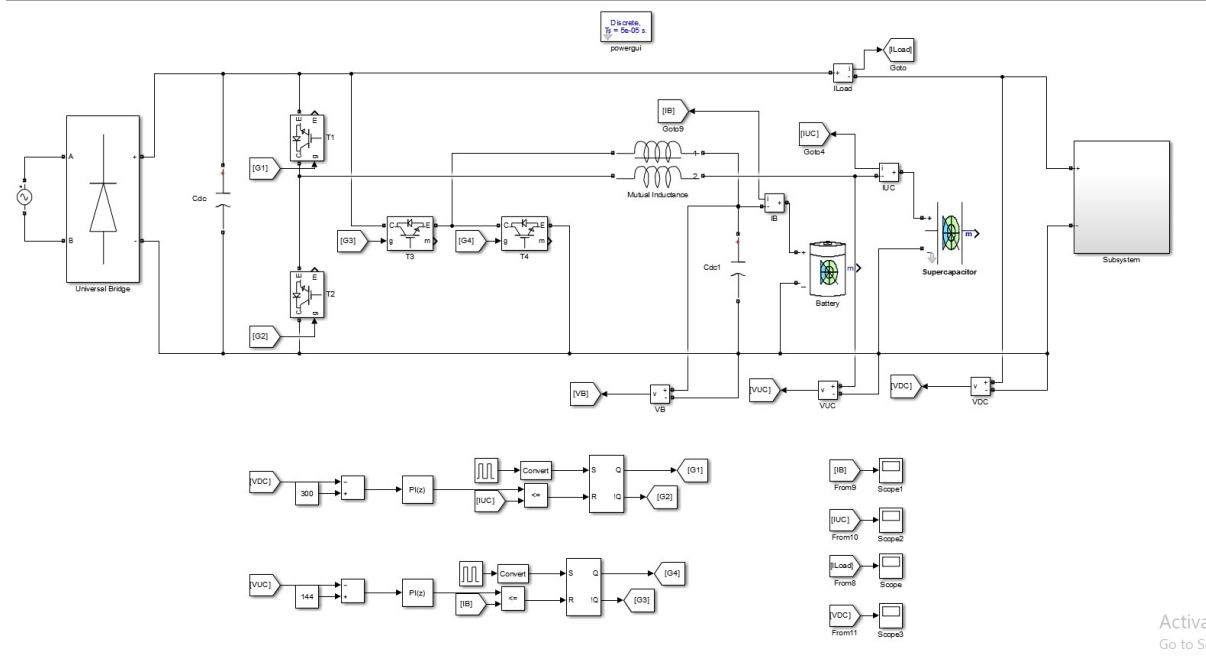 Discrete,
Ts = 5e-05 s.
powergui
[ILoad]
Goto
+ i -
ILoad
[IB]
Goto9
[IUC]
Goto4
i + -
IUC
A
B
+
-
Universal Bridge
Cdc
E C m g
T1
[G1]
E C m g
T2
[G2]
[G3]
C E
g m
T3
[G4]
C E
g m
T4
1
2
Mutual Inductance
i + -
IB
Cdc1
+
m
-
Battery
+
m
-
Supercapacitor
+
-
Subsystem
[VB]
v + -
VB
[VUC]
v + -
VUC
[VDC]
v + -
VDC
[VDC]
300
-
+
PI(z)
Convert
[IUC]
<=
S Q
R !Q
[G1]
[G2]
[VUC]
144
-
+
PI(z)
Convert
[IB]
<=
S Q
R !Q
[G4]
[G3]
[IB]
From9
Scope1
[IUC]
From10
Scope2
[ILoad]
From8
Scope
[VDC]
From11
Scope3
Activa
Go to S